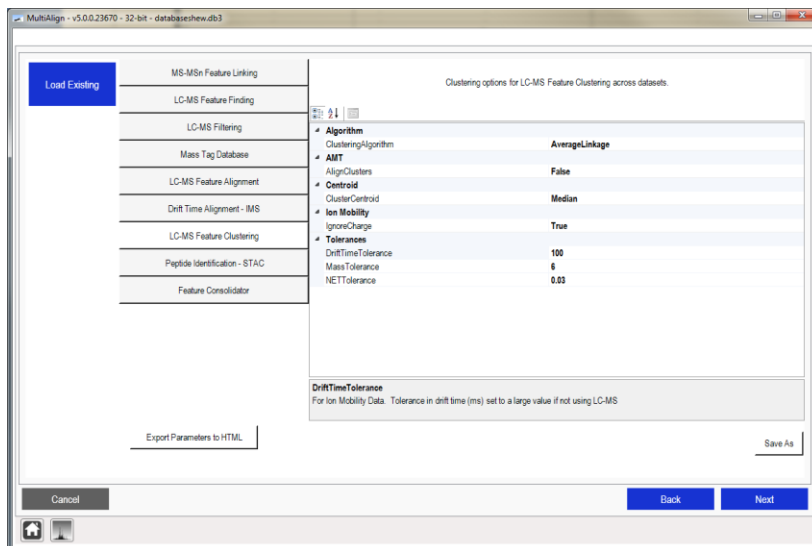 MultiAlign - v5.0.0.23670 - 32-bit - databaseshew.db3
Load Existing
MS-MSn Feature Linking
LC-MS Feature Finding
LC-MS Filtering
Mass Tag Database
LC-MS Feature Alignment
Drift Time Alignment - IMS
LC-MS Feature Clustering
Peptide Identification - STAC
Feature Consolidator
Clustering options for LC-MS Feature Clustering across datasets.
Algorithm
ClusteringAlgorithm AverageLinkage
AMT
AlignClusters False
Centroid
ClusterCentroid Median
Ion Mobility
IgnoreCharge True
Tolerances
DriftTimeTolerance 100
MassTolerance 6
NETTolerance 0.03
DriftTimeTolerance
For Ion Mobility Data. Tolerance in drift time (ms) set to a large value if not using LC-MS
Export Parameters to HTML
Save As
Cancel
Back
Next